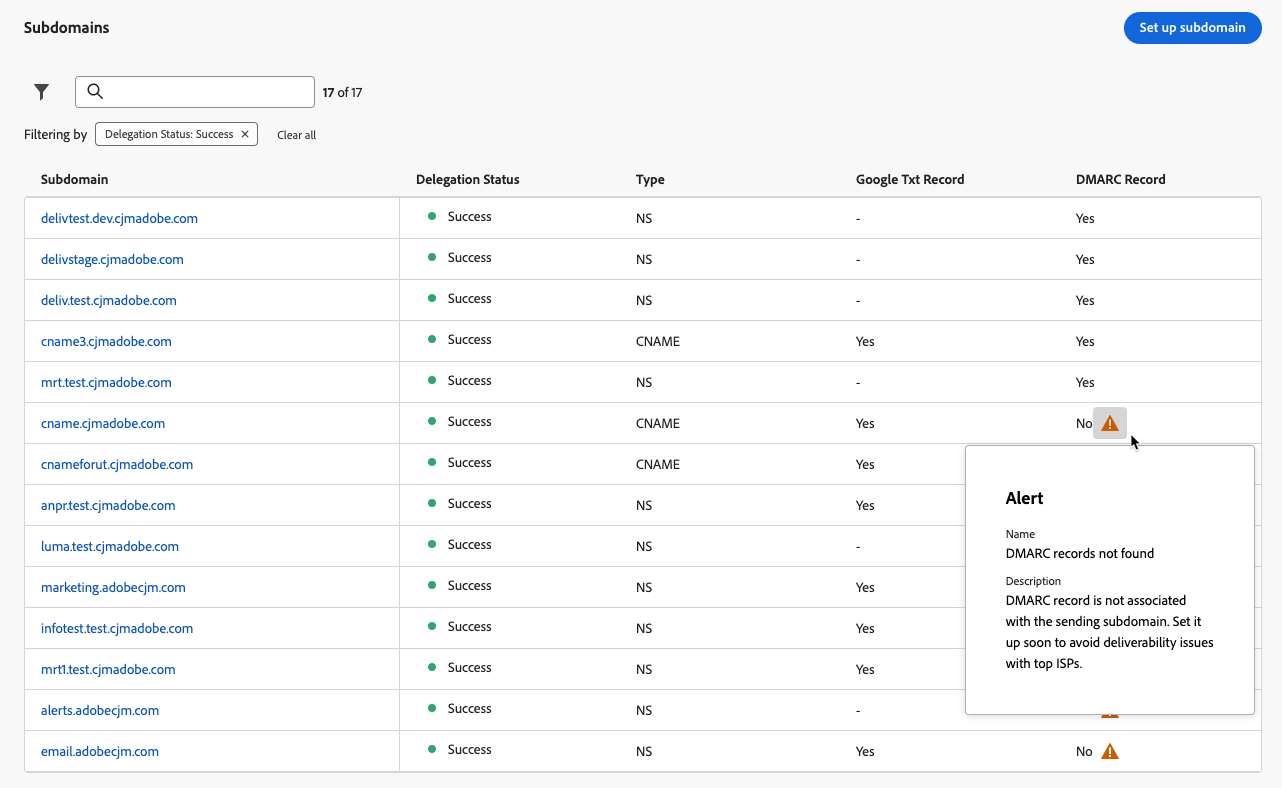 Subdomains
Set up subdomain
17 of 17
Filtering by Delegation Status: Success × Clear all
Subdomain Delegation Status Type Google Txt Record DMARC Record
delivtest.dev.cjmadobe.com Success NS - Yes
delivstage.cjmadobe.com Success NS - Yes
deliv.test.cjmadobe.com Success NS - Yes
cname3.cjmadobe.com Success CNAME Yes Yes
mrt.test.cjmadobe.com Success NS - Yes
cname.cjmadobe.com Success CNAME Yes No
cnameforut.cjmadobe.com Success CNAME Yes
anpr.test.cjmadobe.com Success NS Yes
luma.test.cjmadobe.com Success NS -
marketing.adobecjm.com Success NS Yes
infotest.test.cjmadobe.com Success NS Yes
mrt1.test.cjmadobe.com Success NS Yes
alerts.adobecjm.com Success NS -
email.adobecjm.com Success NS Yes No
Alert
Name
DMARC records not found
Description
DMARC record is not associated
with the sending subdomain. Set it
up soon to avoid deliverability issues
with top ISPs.